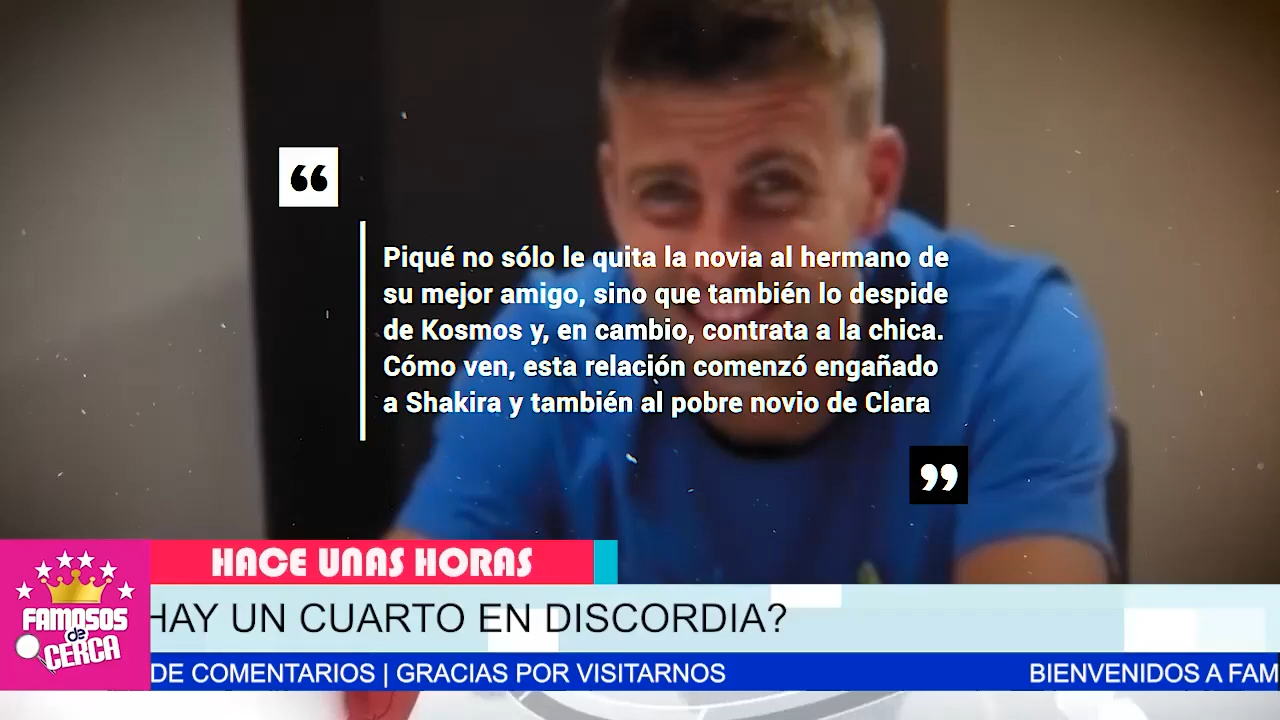 “
Piqué no sólo le quita la novia al hermano de
su mejor amigo, sino que también lo despide
de Kosmos y, en cambio, contrata a la chica.
Cómo ven, esta relación comenzó engañado
a Shakira y también al pobre novio de Clara
”
HACE UNAS HORAS
HAY UN CUARTO EN DISCORDIA?
FAMOSOS
de
CERCA
DE COMENTARIOS | GRACIAS POR VISITARNOS BIENVENIDOS A FAM